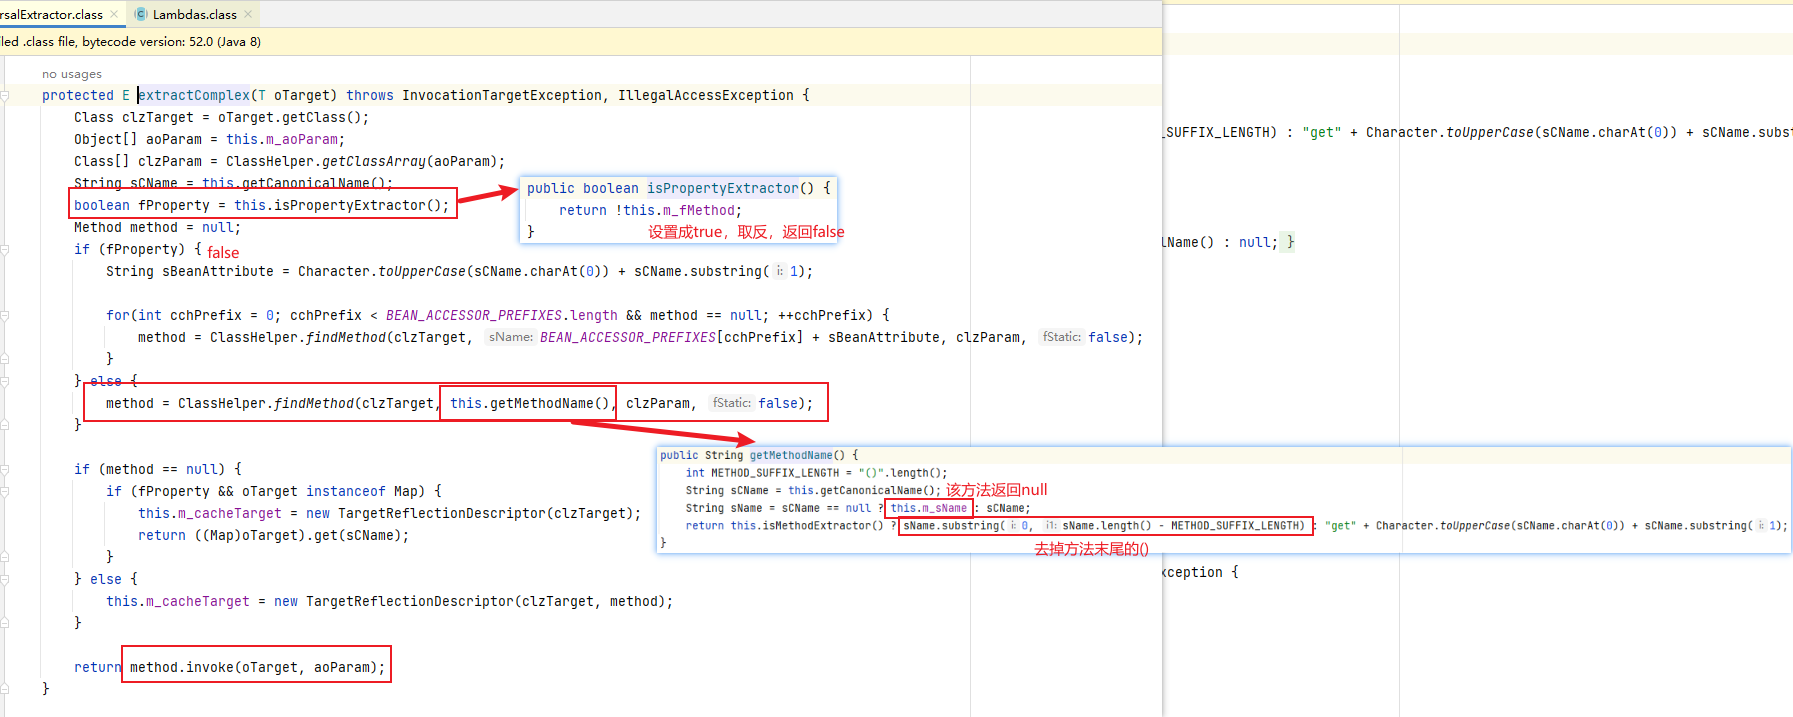 rsalExtractor.class
Lambdas.class
iled .class file, bytecode version: 52.0 (Java 8)
no usages
protected E extractComplex(T oTarget) throws InvocationTargetException, IllegalAccessException {
Class clzTarget = oTarget.getClass();
Object[] aoParam = this.m_aoParam;
Class[] clzParam = ClassHelper.getClassArray(aoParam);
String sCName = this.getCanonicalName();
boolean fProperty = this.isPropertyExtractor();
Method method = null;
if (fProperty) {
false
String sBeanAttribute = Character.toUpperCase(sCName.charAt(0)) + sCName.substring( i: 1);
for(int cchPrefix = 0; cchPrefix < BEAN_ACCESSOR_PREFIXES.length && method == null; ++cchPrefix) {
method = ClassHelper.findMethod(clzTarget, sName: BEAN_ACCESSOR_PREFIXES[cchPrefix] + sBeanAttribute, clzParam, fStatic: false);
}
} else {
method = ClassHelper.findMethod(clzTarget, this.getMethodName(), clzParam, fStatic: false);
}
if (method == null) {
if (fProperty && oTarget instanceof Map) {
this.m_cacheTarget = new TargetReflectionDescriptor(clzTarget);
return ((Map)oTarget).get(sCName);
}
} else {
this.m_cacheTarget = new TargetReflectionDescriptor(clzTarget, method);
}
return method.invoke(oTarget, aoParam);
}
public boolean isPropertyExtractor() {
return !this.m_fMethod;
}
设置成true，取反，返回false
public String getMethodName() {
int METHOD_SUFFIX_LENGTH = "()".length();
String sCName = this.getCanonicalName(); 该方法返回null
String sName = sCName == null ? this.m_sName : sCName;
return this.isMethodExtractor() ? sName.substring( i: 0, i1: sName.length() - METHOD_SUFFIX_LENGTH) : "get" + Character.toUpperCase(sCName.charAt(0)) + sCName.substring( i: 1);
}
去掉方法末尾的()
_SUFFIX_LENGTH) : "get" + Character.toUpperCase(sCName.charAt(0)) + sCName.subst
lName() : null; }
xception {